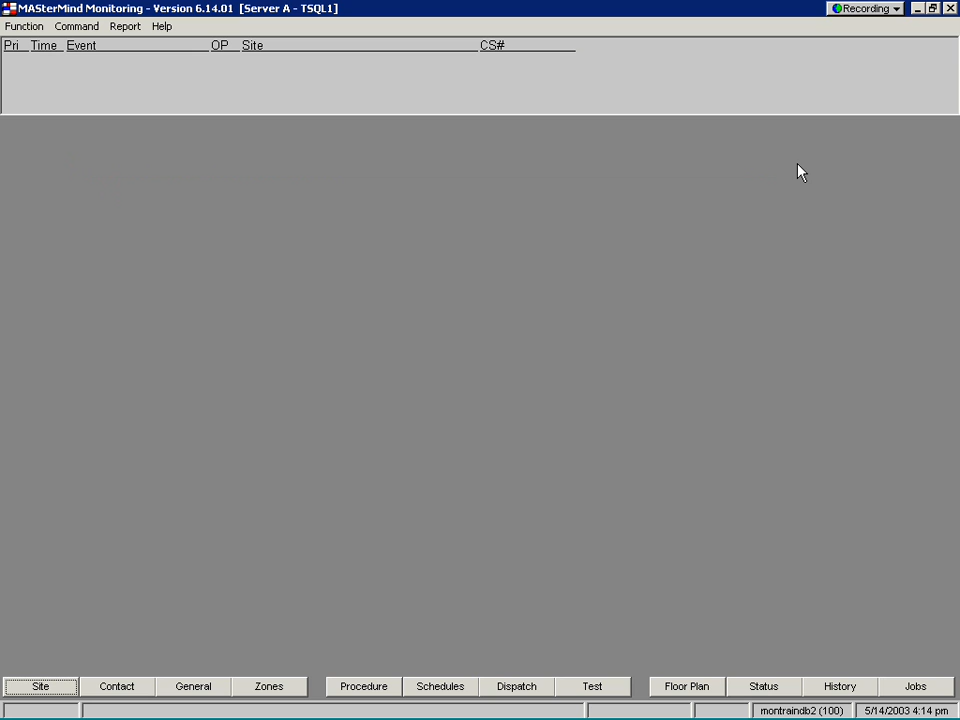 MASterMind Monitoring - Version 6.14.01 [Server A - TSQL1] Recording
Function Command Report Help
Pri Time Event OP Site CS#
Site Contact General Zones Procedure Schedules Dispatch Test Floor Plan Status History Jobs
montraindb2 (100) 5/14/2003 4:14 pm